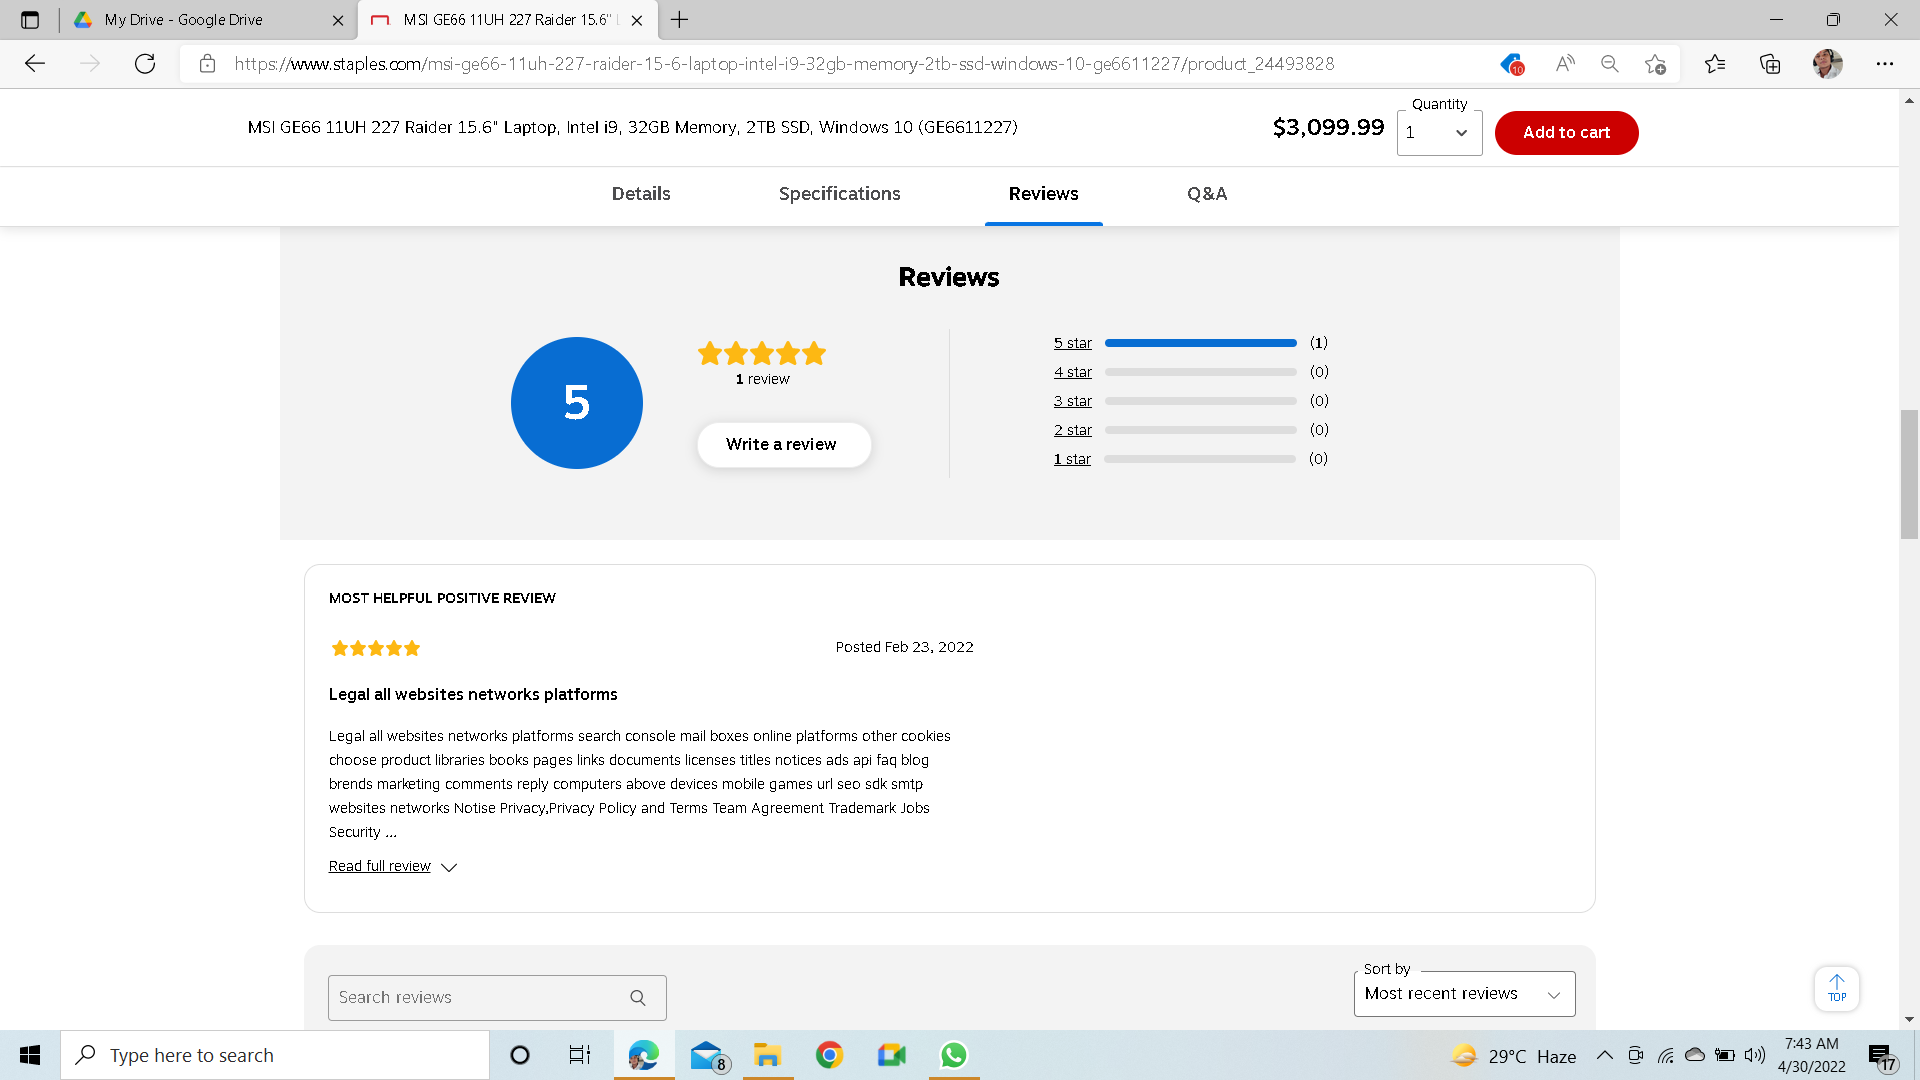 My Drive - Google Drive
MSI GE66 11UH 227 Raider 15.6" L
https://www.staples.com/msi-ge66-11uh-227-raider-15-6-laptop-intel-i9-32gb-memory-2tb-ssd-windows-10-ge6611227/product_24493828
10
MSI GE66 11UH 227 Raider 15.6" Laptop, Intel i9, 32GB Memory, 2TB SSD, Windows 10 (GE6611227)
$3,099.99
Quantity
1
Add to cart
Details
Specifications
Reviews
Q&A
Reviews
5
1 review
Write a review
5 star (1)
4 star (0)
3 star (0)
2 star (0)
1 star (0)
MOST HELPFUL POSITIVE REVIEW
Posted Feb 23, 2022
Legal all websites networks platforms
Legal all websites networks platforms search console mail boxes online platforms other cookies
choose product libraries books pages links documents licenses titles notices ads api faq blog
brends marketing comments reply computers above devices mobile games url seo sdk smtp
websites networks Notise Privacy,Privacy Policy and Terms Team Agreement Trademark Jobs
Security ...
Read full review
Search reviews
Sort by
Most recent reviews
TOP
Type here to search
8
29°C Haze
7:43 AM
4/30/2022
17